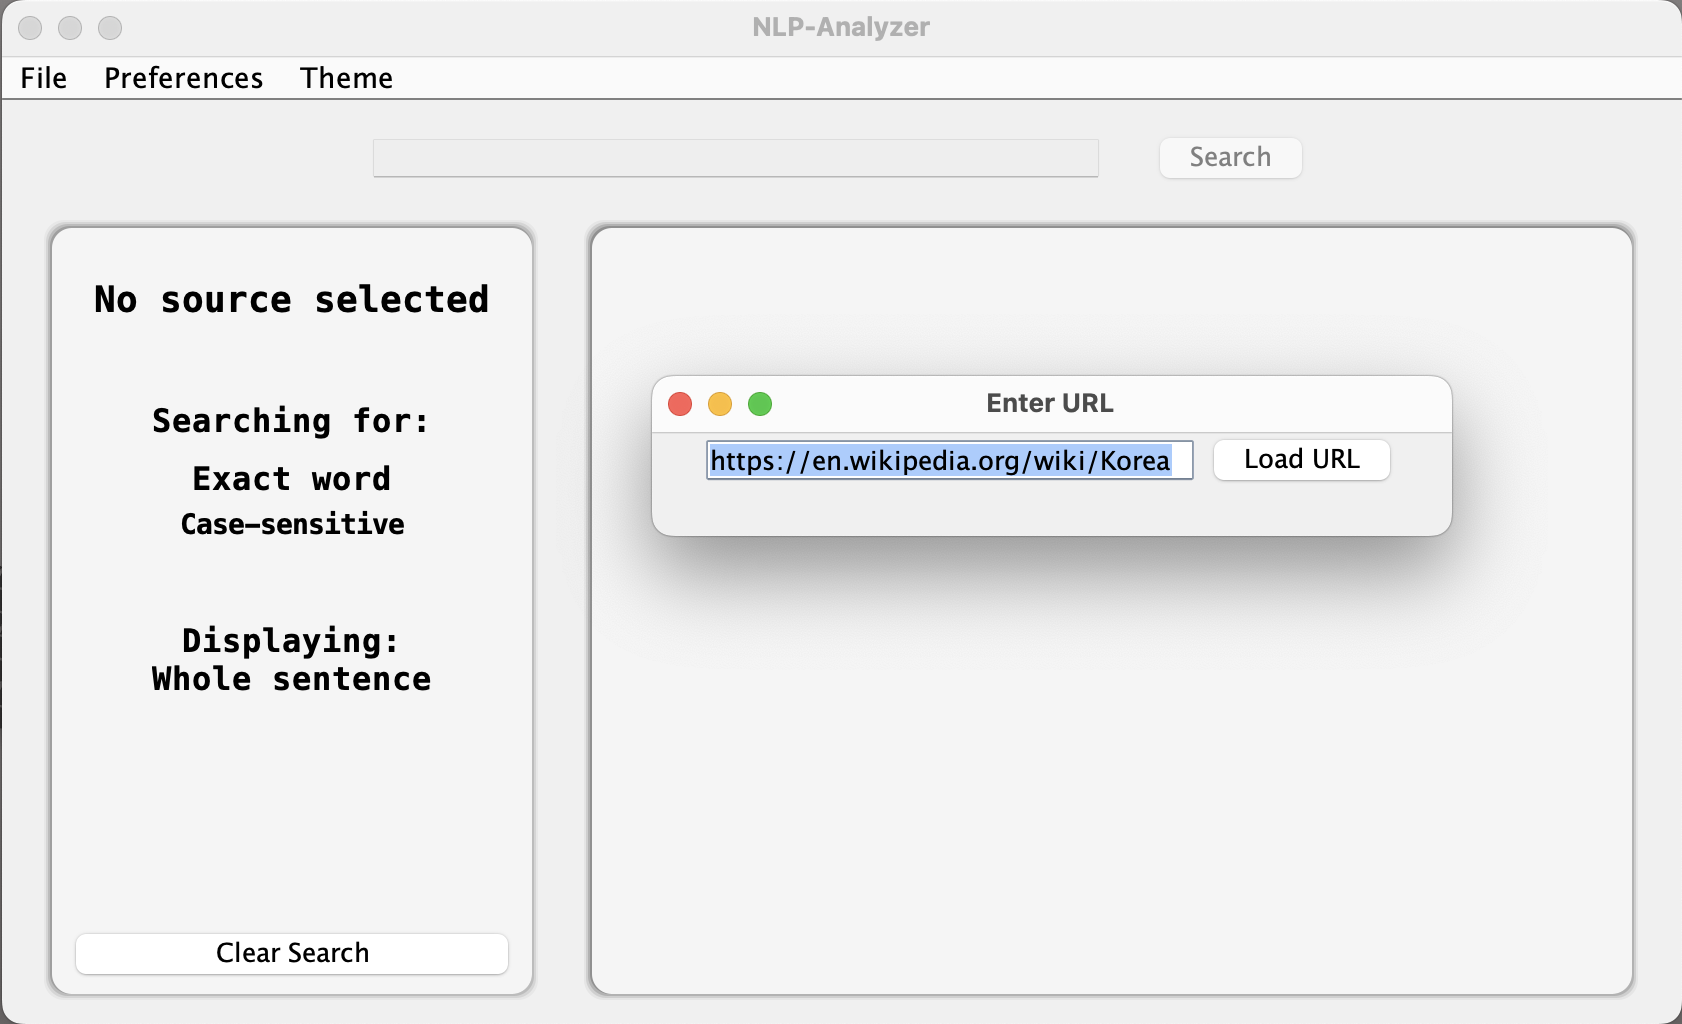 NLP-Analyzer
File Preferences Theme
Search
No source selected
Searching for:
Exact word
Case-sensitive
Displaying:
Whole sentence
Clear Search
Enter URL
https://en.wikipedia.org/wiki/Korea Load URL